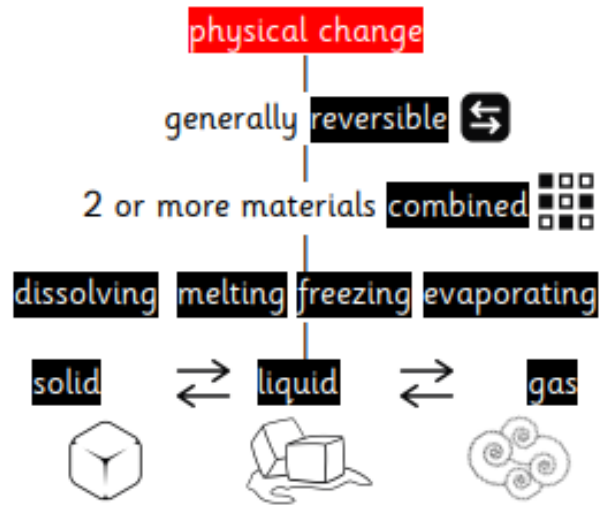 physical change
generally reversible
2 or more materials combined
dissolving melting freezing evaporating
solid liquid gas